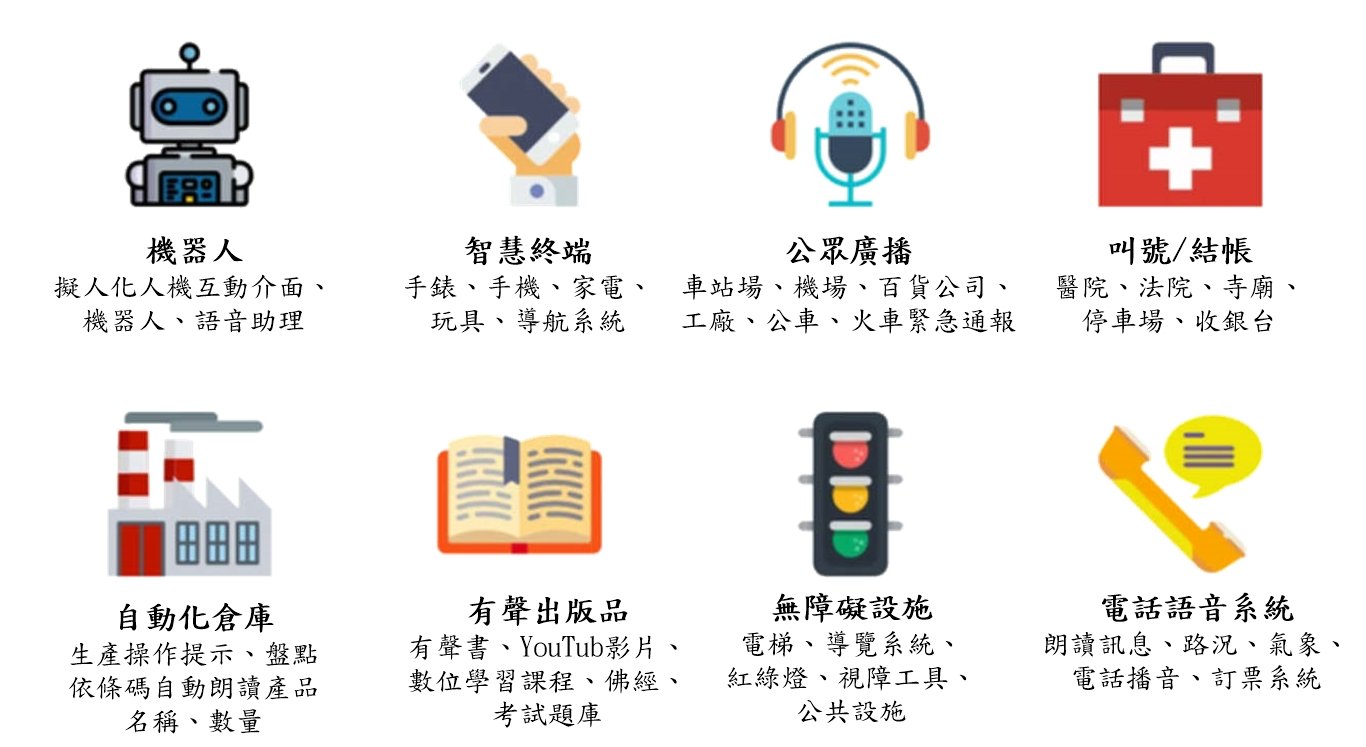 機器人
擬人化人機互動介面、
機器人、語音助理
智慧終端
手錶、手機、家電、
玩具、導航系統
公眾廣播
車站場、機場、百貨公司、
工廠、公車、火車緊急通報
叫號/結帳
醫院、法院、寺廟、
停車場、收銀台
自動化倉庫
生產操作提示、盤點
依條碼自動朗讀產品
名稱、數量
有聲出版品
有聲書、YouTub影片、
數位學習課程、佛經、
考試題庫
無障礙設施
電梯、導覽系統、
紅綠燈、視障工具、
公共設施
電話語音系統
朗讀訊息、路況、氣象、
電話播音、訂票系統